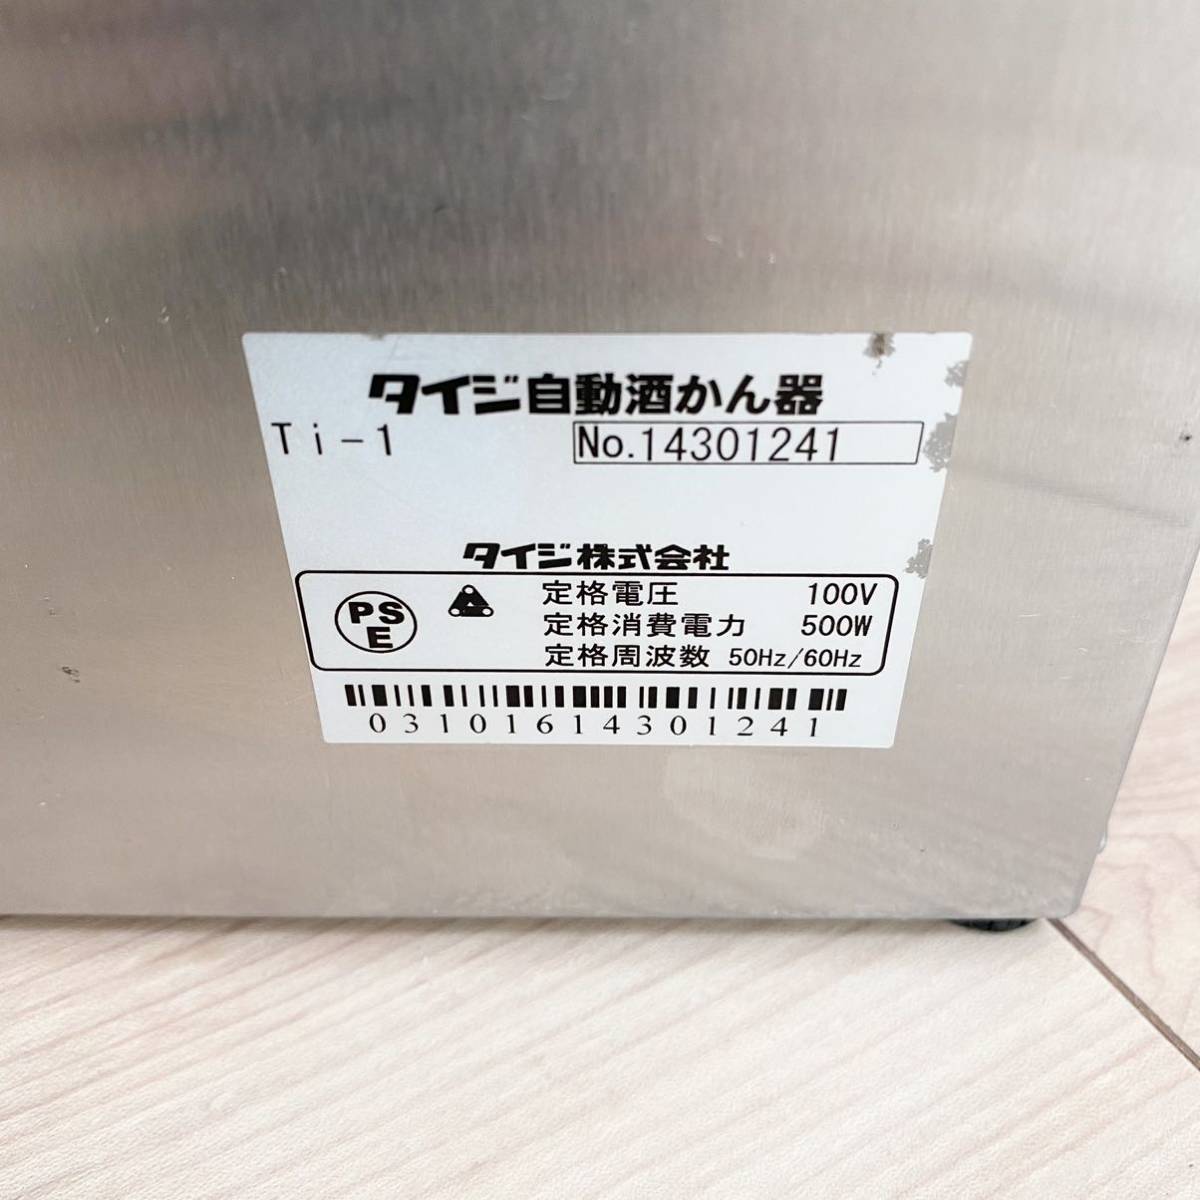 タイジ自動酒かん器
Ti-1 No.14301241
タイジ株式会社
PS
E
定格電圧 100V
定格消費電力 500W
定格周波数 50Hz/60Hz
03101614301241